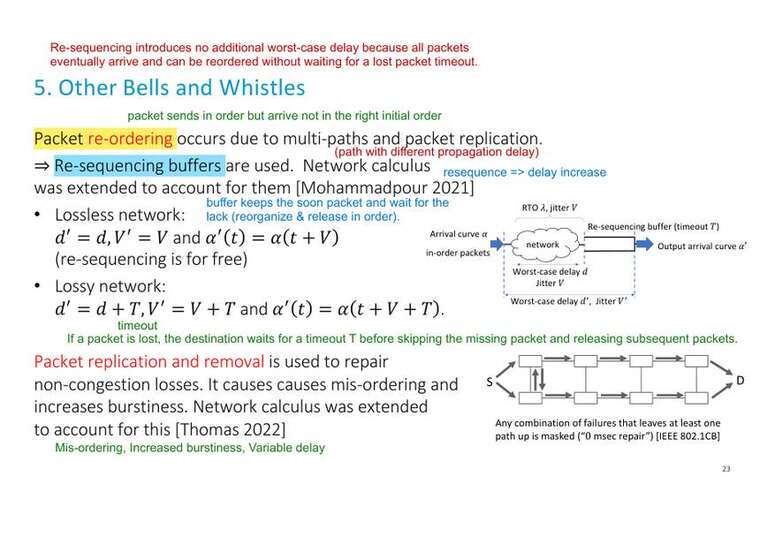 Re-sequencing introduces no additional worst-case delay because all packets
eventually arrive and can be reordered without waiting for a lost packet timeout.
5. Other Bells and Whistles
packet sends in order but arrive not in the right initial order
Packet re-ordering occurs due to multi-paths and packet replication.
(path with different propagation delay)
⇒ Re-sequencing buffers are used. Network calculus
resequence => delay increase
was extended to account for them [Mohammadpour 2021]
buffer keeps the soon packet and wait for the
lack (reorganize & release in order).
• Lossless network:
d′ = d, V′ = V and α′(t) = α(t + V)
(re-sequencing is for free)
• Lossy network:
d′ = d + T, V′ = V + T and α′(t) = α(t + V + T).
timeout
If a packet is lost, the destination waits for a timeout T before skipping the missing packet and releasing subsequent packets.
RTO λ, jitter V
Re-sequencing buffer (timeout T)
Arrival curve α
in-order packets
network
Output arrival curve α′
Worst-case delay d
Jitter V
Worst-case delay d′, Jitter V′
Packet replication and removal is used to repair
non-congestion losses. It causes causes mis-ordering and
increases burstiness. Network calculus was extended
to account for this [Thomas 2022]
Mis-ordering, Increased burstiness, Variable delay
S
D
Any combination of failures that leaves at least one
path up is masked (“0 msec repair”) [IEEE 802.1CB]
23